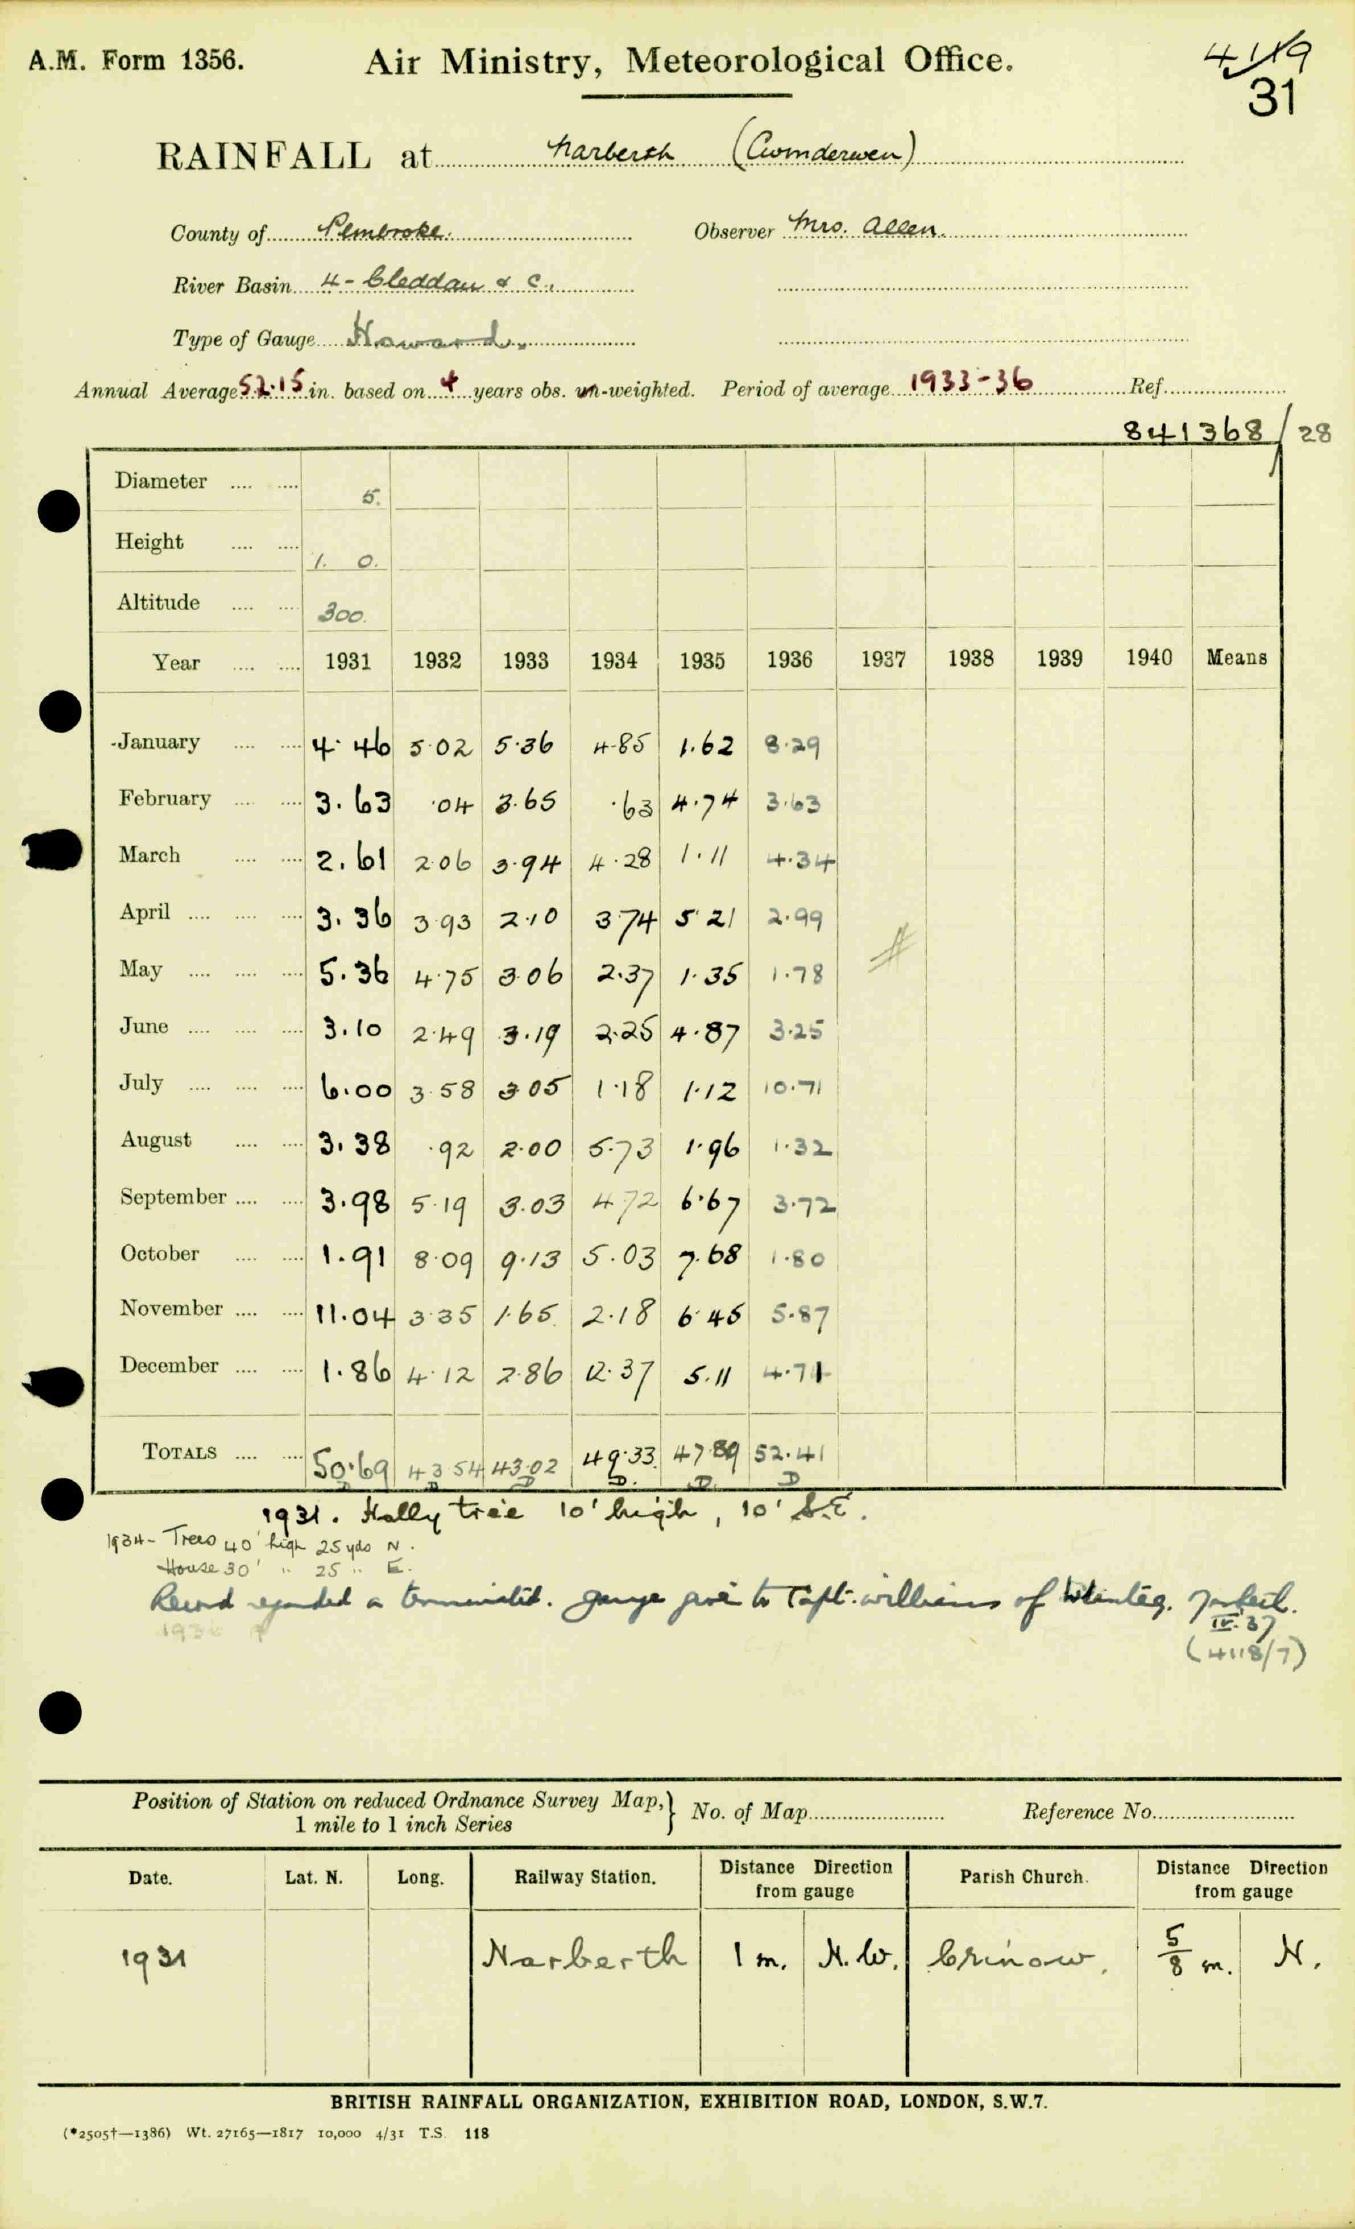 A.M. Form 1356.
Air Ministry, Meteorological Office.
4119
31
RAINFALL at Narberth (Cwmderwen)
County of Pembroke. Observer Mrs. Allen.
River Basin 4- Cleddau & C.
Type of Gauge Howard.
Annual Average 52.15 in. based on 4 years obs. un-weighted. Period of average 1933-36 Ref.
841368/28
Diameter 5.
Height 1. 0.
Altitude 300.
Year 1931 1932 1933 1934 1935 1936 1937 1938 1939 1940 Means
January 4.46 5.02 5.36 4.85 1.62 8.29
February 3.63 .04 3.65 .63 4.74 3.63
March 2.61 2.06 3.94 4.28 1.11 4.34
April 3.36 3.93 2.10 3.74 5.21 2.99
May 5.36 4.75 3.06 2.37 1.35 1.78
June 3.10 2.49 3.19 2.25 4.87 3.25
July 6.00 3.58 3.05 1.18 1.12 10.71
August 3.38 .92 2.00 5.73 1.96 1.32
September 3.98 5.19 3.03 4.72 6.67 3.72
October 1.91 8.09 9.13 5.03 7.68 1.80
November 11.04 3.35 1.65 2.18 6.45 5.87
December 1.86 4.12 2.86 12.37 5.11 4.71
TOTALS 50.69 43.54 43.02 49.33 47.89 52.41
D D D D. D. D
1931. Holly tree 10' high, 10' S.E.
1934- Trees 40' high 25 yds N.
House 30' " 25 " E.
Record regarded as terminated. gauge given to Capt. Williams of
IV.37
1936
(4118/7)
Position of Station on reduced Ordnance Survey Map, 1 mile to 1 inch Series } No. of Map Reference No.
Date. Lat. N. Long. Railway Station. Distance Direction from gauge Parish Church. Distance Direction from gauge
1931 Narberth 1 m. N.W. Crinow. 5/8 m. N.
BRITISH RAINFALL ORGANIZATION, EXHIBITION ROAD, LONDON, S.W.7.
(*2505†—1386) Wt. 27165—1817 10,000 4/31 T.S. 118